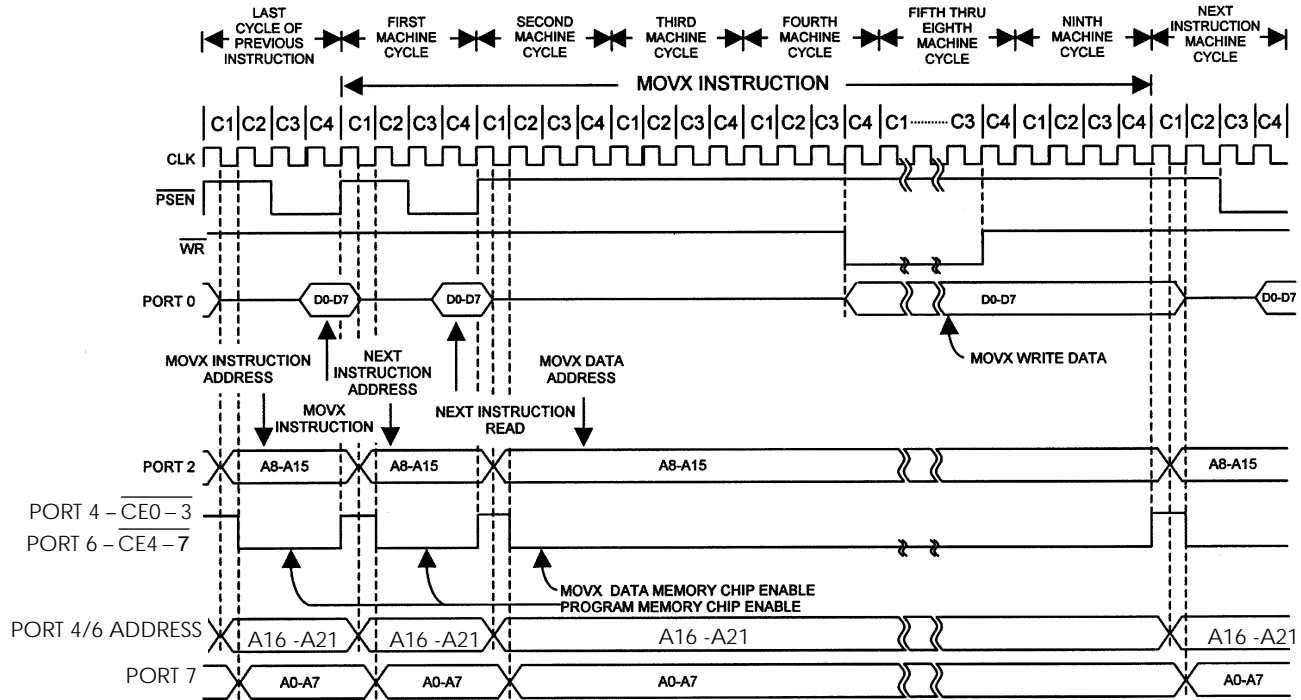 LAST
CYCLE OF
PREVIOUS
INSTRUCTION
FIRST
MACHINE
CYCLE
SECOND
MACHINE
CYCLE
THIRD
MACHINE
CYCLE
FOURTH
MACHINE
CYCLE
FIFTH THRU
EIGHTH
MACHINE
CYCLE
NINTH
MACHINE
CYCLE
NEXT
INSTRUCTION
MACHINE
CYCLE
MOVX INSTRUCTION
C1 C2 C3 C4 C1 C2 C3 C4 C1 C2 C3 C4 C1 C2 C3 C4 C1 C2 C3 C4 C1 ......... C3 C4 C1 C2 C3 C4 C1 C2 C3 C4
CLK
PSEN
WR
PORT 0 D0-D7 D0-D7 D0-D7 D0-D7
MOVX INSTRUCTION
ADDRESS
NEXT
INSTRUCTION
ADDRESS
MOVX DATA
ADDRESS
MOVX WRITE DATA
MOVX
INSTRUCTION
NEXT INSTRUCTION
READ
PORT 2 A8-A15 A8-A15 A8-A15 A8-A15
PORT 4 – CE0 – 3
PORT 6 – CE4 – 7
MOVX DATA MEMORY CHIP ENABLE
PROGRAM MEMORY CHIP ENABLE
PORT 4/6 ADDRESS A16 -A21 A16 -A21 A16 -A21 A16 -A21
PORT 7 A0-A7 A0-A7 A0-A7 A0-A7